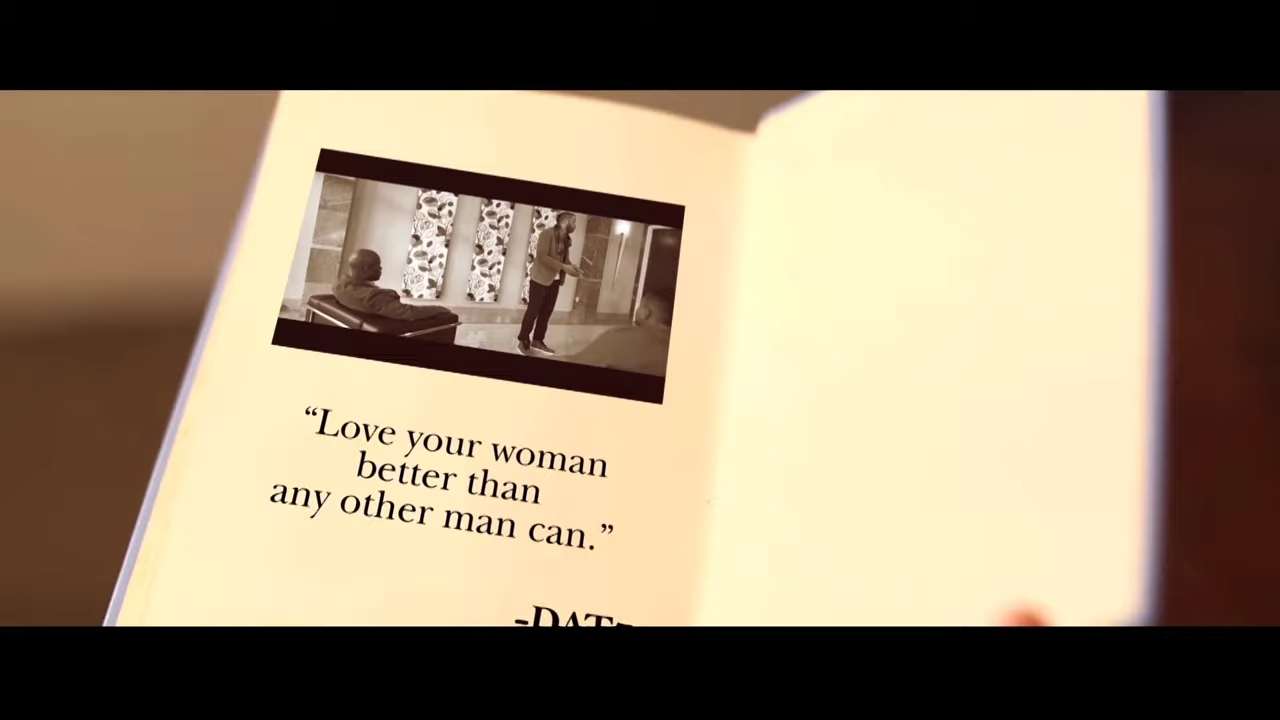 “Love your woman
better than
any other man can.”